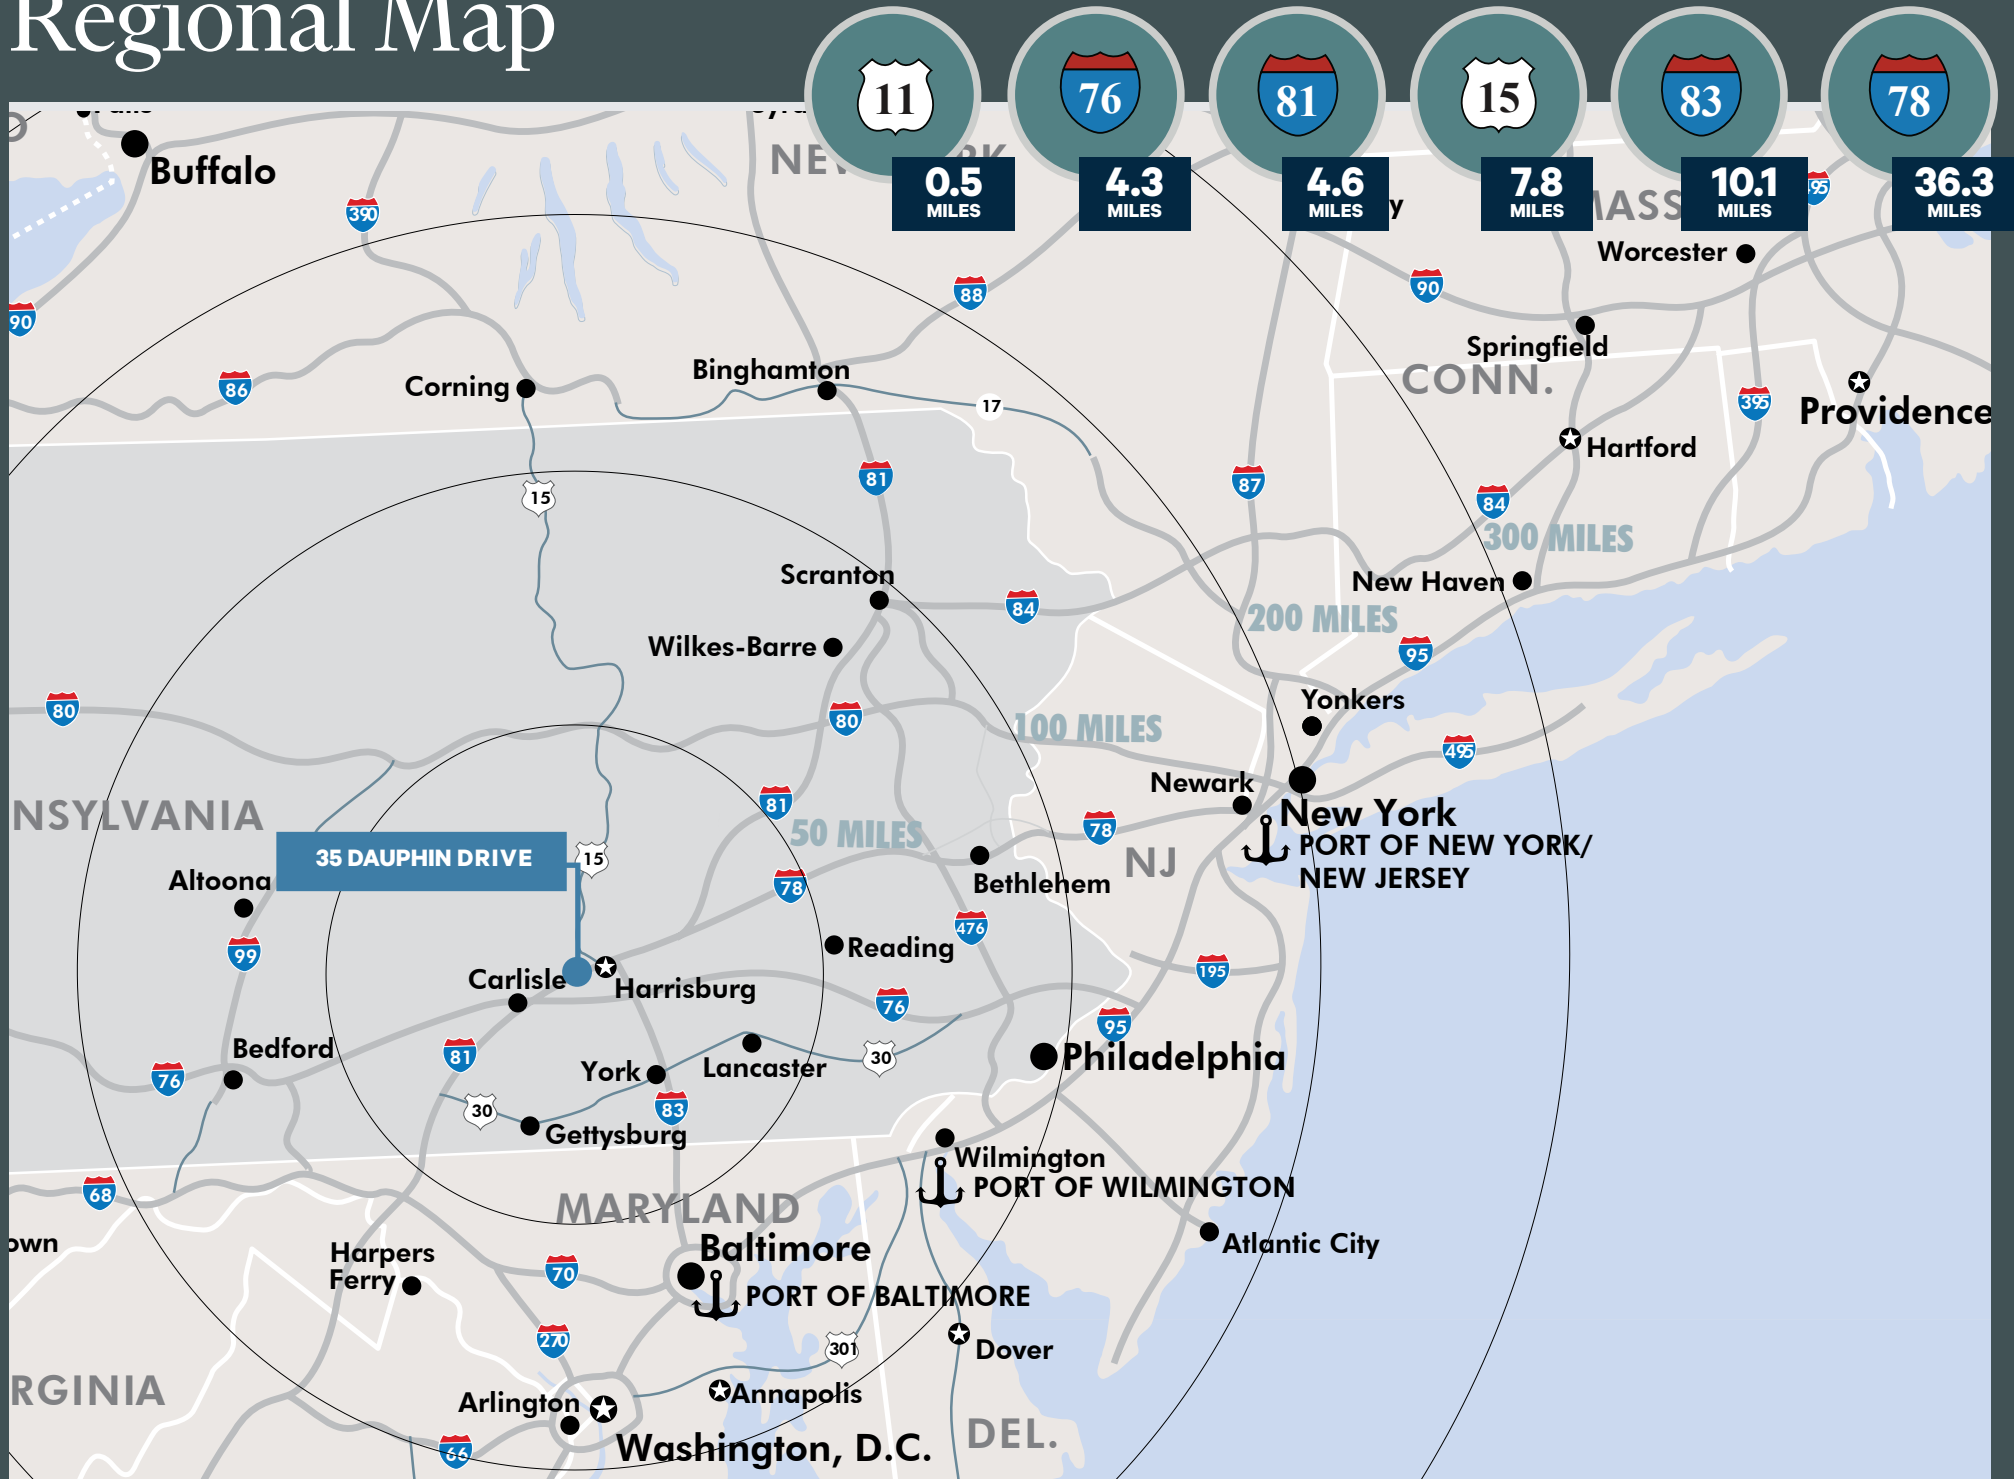 Regional Map
11
76
81
15
83
78
0.5
MILES
4.3
MILES
4.6
MILES
7.8
MILES
10.1
MILES
36.3
MILES
Buffalo
390
90
88
90
95
Worcester
Springfield
CONN.
86
Corning
Binghamton
17
395
Providence
Hartford
15
81
87
84
300 MILES
Scranton
84
New Haven
200 MILES
Wilkes-Barre
95
80
80
100 MILES
Yonkers
495
Newark
New York
PORT OF NEW YORK/
NEW JERSEY
NSYLVANIA
81
50 MILES
78
NJ
35 DAUPHIN DRIVE
15
Altoona
78
Bethlehem
99
476
Reading
195
Carlisle
Harrisburg
76
95
Bedford
81
Philadelphia
76
York
Lancaster
30
30
83
Gettysburg
Wilmington
PORT OF WILMINGTON
68
MARYLAND
own
Harpers
Ferry
Baltimore
Atlantic City
70
PORT OF BALTIMORE
270
301
Dover
RGINIA
Arlington
Annapolis
66
Washington, D.C.
DEL.